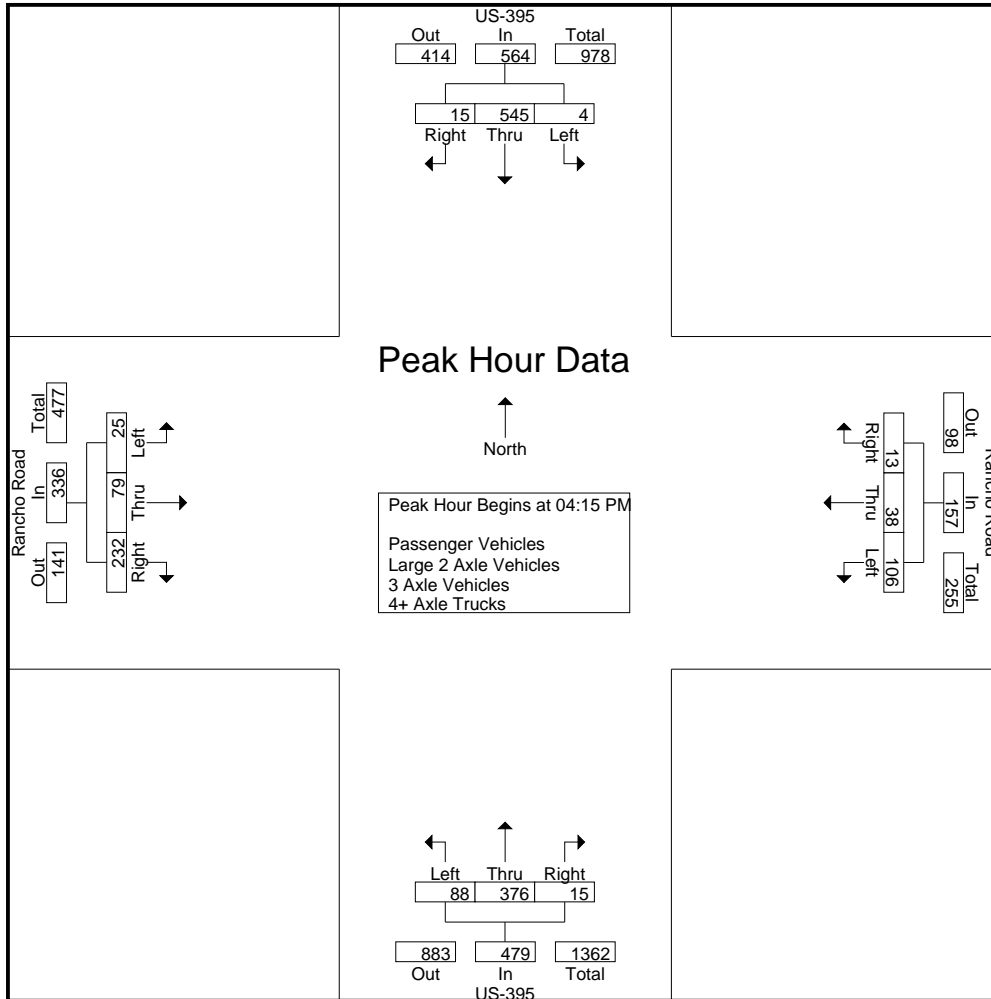 US-395
Out In Total
414 564 978
15 545 4
Right Thru Left
Peak Hour Data
North
Peak Hour Begins at 04:15 PM
Passenger Vehicles
Large 2 Axle Vehicles
3 Axle Vehicles
4+ Axle Trucks
Rancho Road
Out In Total
141 336 477
232 79 25
Right Thru Left
Rancho Road
Out In Total
98 157 255
13 38 106
Right Thru Left
Left Thru Right
88 376 15
883 479 1362
Out In Total
US-395